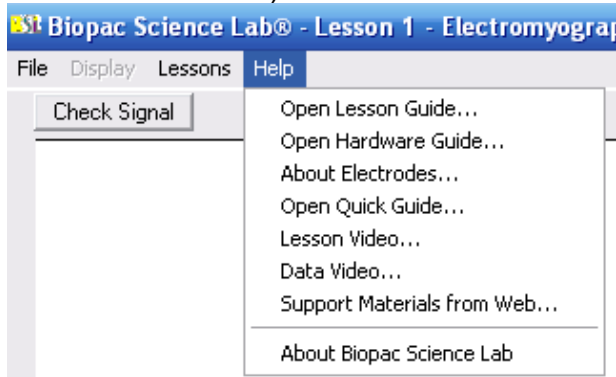 Biopac Science Lab® - Lesson 1 - Electromyogra
File Display Lessons Help
Check Signal
Open Lesson Guide...
Open Hardware Guide...
About Electrodes...
Open Quick Guide...
Lesson Video...
Data Video...
Support Materials from Web...
About Biopac Science Lab